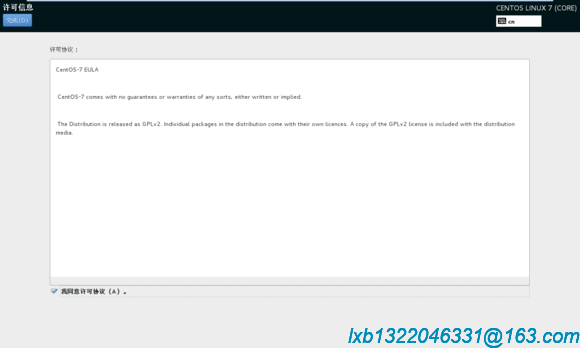 许可信息
CENTOS LINUX 7 (CORE)
完成(D)
cn
许可协议：
CentOS-7 EULA
CentOS-7 comes with no guarantees or warranties of any sorts, either written or implied.
The Distribution is released as GPLv2. Individual packages in the distribution come with their own licences. A copy of the GPLv2 license is included with the distribution
media.
我同意许可协议（A）。
lxb1322046331@163.com